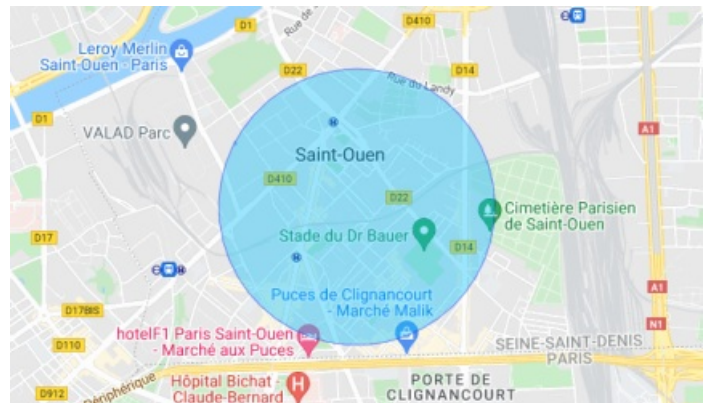 D410
D1
Rue de
Leroy Merlin
Saint-Ouen - Paris
D22
D14
Rue du Landy
D1
A1
VALAD Parc
Saint-Ouen
D410
D22
Cimetière Parisien
de Saint-Ouen
D17
Stade du Dr Bauer
D14
A1
Puces de Clignancourt
- Marché Malik
D17BIS
N1
hotelF1 Paris Saint-Ouen
- Marché aux Puces
SEINE-SAINT-DENIS
PARIS
D110
Hôpital Bichat -
Claude-Bernard
PORTE DE
CLIGNANCOURT
D912
Périphérique